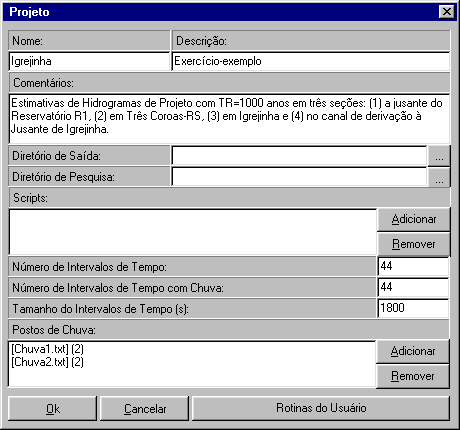 Projeto
Nome: Descrição:
Igrejinha Exercício-exemplo
Comentários:
Estimativas de Hidrogramas de Projeto com TR=1000 anos em três seções: (1) a jusante do
Reservatório R1, (2) em Três Coroas-RS, (3) em Igrejinha e (4) no canal de derivação à
Jusante de Igrejinha.
Diretório de Saída: ...
Diretório de Pesquisa: ...
Scripts:
Adicionar
Remover
Número de Intervalos de Tempo: 44
Número de Intervalos de Tempo com Chuva: 44
Tamanho do Intervalos de Tempo (s): 1800
Postos de Chuva:
[Chuva1.txt] (2)
[Chuva2.txt] (2)
Adicionar
Remover
Ok Cancelar Rotinas do Usuário